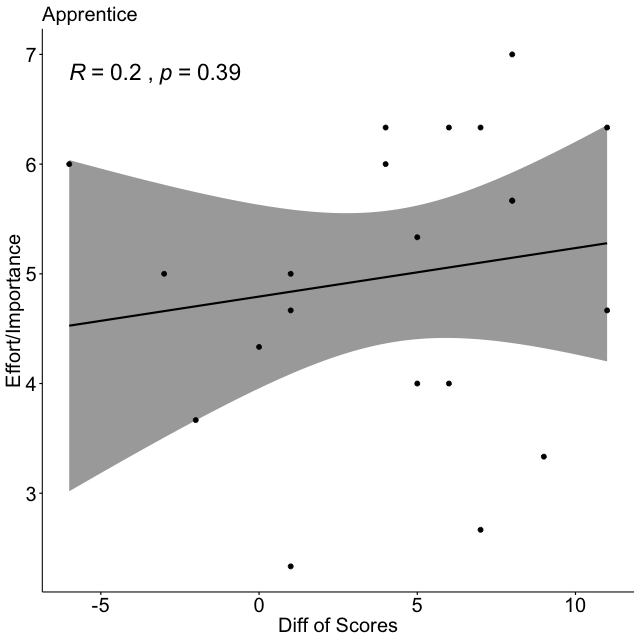 Apprentice
R = 0.2 , p = 0.39
Effort/Importance
7
6
5
4
3
-5 0 5 10
Diff of Scores